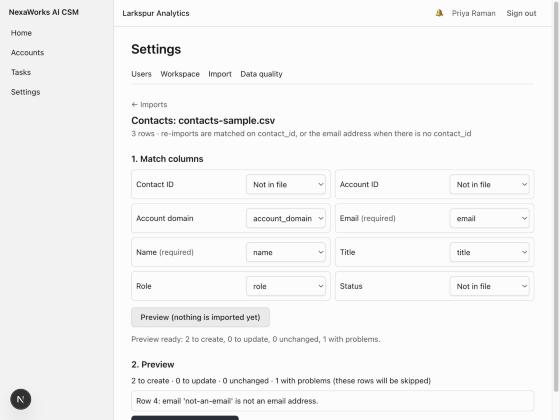 NexaWorks AI CSM
Home
Accounts
Tasks
Settings
Larkspur Analytics
Priya Raman
Sign out
Settings
Users
Workspace
Import
Data quality
← Imports
Contacts: contacts-sample.csv
3 rows · re-imports are matched on contact_id, or the email address when there is no contact_id
1. Match columns
Contact ID
Not in file
Account ID
Not in file
Account domain
account_domain
Email (required)
email
Name (required)
name
Title
title
Role
role
Status
Not in file
Preview (nothing is imported yet)
Preview ready: 2 to create, 0 to update, 0 unchanged, 1 with problems.
2. Preview
2 to create · 0 to update · 0 unchanged · 1 with problems (these rows will be skipped)
Row 4: email 'not-an-email' is not an email address.
N